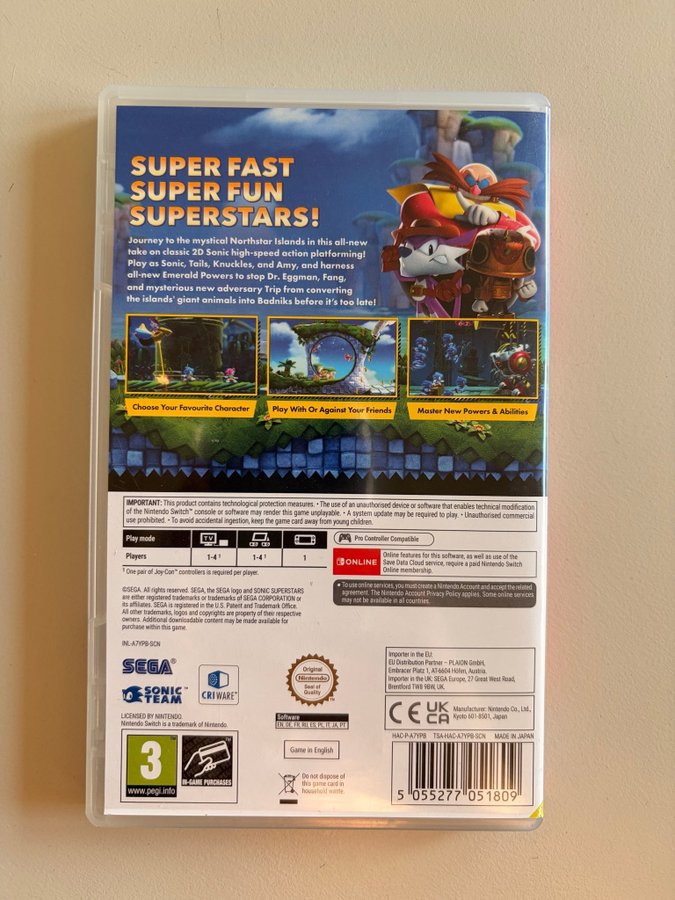 SUPER FAST
SUPER FUN
SUPERSTARS!
Journey to the mystical Northstar Islands in this all-new
take on classic 2D Sonic high-speed action platforming!
Play as Sonic, Tails, Knuckles, and Amy, and harness
all-new Emerald Powers to stop Dr. Eggman, Fang,
and mysterious new adversary Trip from converting
the islands' giant animals into Badniks before it's too late!
Choose Your Favourite Character
Play With Or Against Your Friends
Master New Powers & Abilities
IMPORTANT: This product contains technological protection measures. • The use of an unauthorised device or software that enables technical modification
of the Nintendo Switch™ console or software may render this game unplayable. • A system update may be required to play. • Unauthorised commercial
use prohibited. • To avoid accidental ingestion, keep the game card away from young children.
Play mode TV
Players 1-4 ¹ 1-4 ¹ 1
¹ One pair of Joy-Con™ controllers is required per player.
Pro Controller Compatible
ONLINE
Online features for this software, as well as use of the
Save Data Cloud service, require a paid Nintendo Switch
Online membership.
• To use online services, you must create a Nintendo Account and accept the related
agreement. The Nintendo Account Privacy Policy applies. Some online services
may not be available in all countries.
©SEGA. All rights reserved. SEGA, the SEGA logo and SONIC SUPERSTARS
are either registered trademarks or trademarks of SEGA CORPORATION or
its affiliates. SEGA is registered in the U.S. Patent and Trademark Office.
All other trademarks, logos and copyrights are property of their respective
owners. Additional downloadable content may be made available for
purchase within this game.
INL-A7YPB-SCN
SEGA
SONIC
TEAM
CRIWARE™
LICENSED BY NINTENDO
Nintendo Switch is a trademark of Nintendo.
Original
Nintendo
Seal of
Quality
Software
EN, DE, FR, RU, ES, PL, IT, JA, PT
Game in English
Do not dispose of
this game card in
household waste.
3
www.pegi.info
IN-GAME PURCHASES
Importer in the EU:
EU Distribution Partner – PLAION GmbH,
Embracer Platz 1, AT-6604 Höfen, Austria.
Importer in the UK: SEGA Europe, 27 Great West Road,
Brentford TW8 9BW, UK.
CE UK
CA
Manufacturer: Nintendo Co., Ltd.,
Kyoto 601-8501, Japan
HAC-P-A7YPB TSA-HAC-A7YPB-SCN MADE IN JAPAN
5 055277 051809